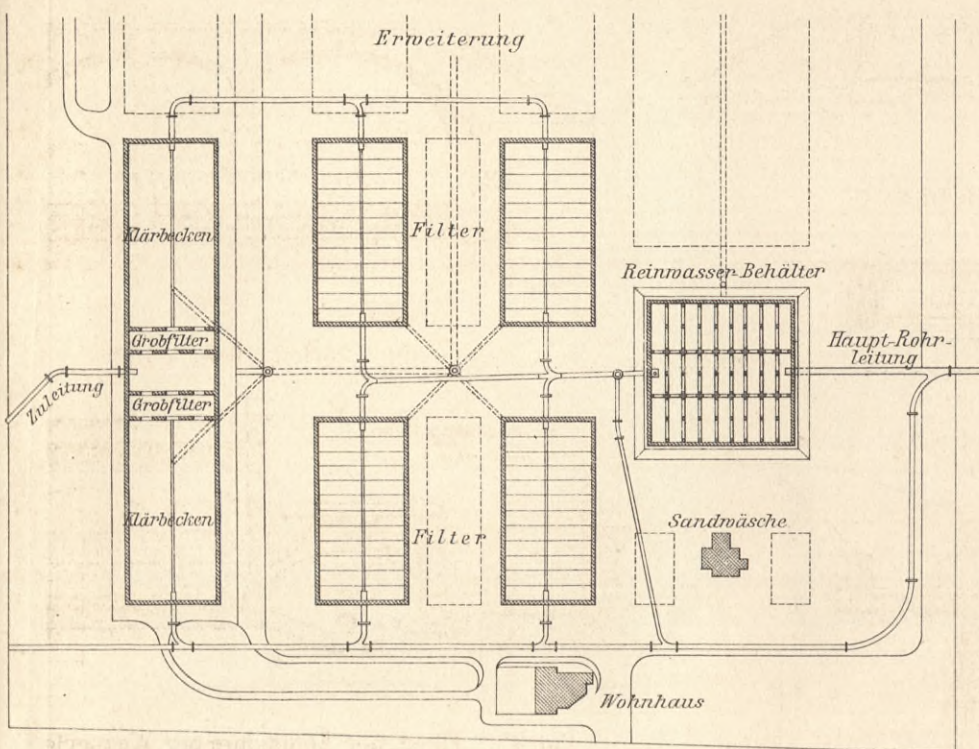 Erweiterung
Klärbecken
Filter
Reinwasser-Behälter
Grobfilter
Haupt-Rohr-
leitung
Zuleitung
Grobfilter
Klärbecken
Filter
Sandwäsche
Wohnhaus